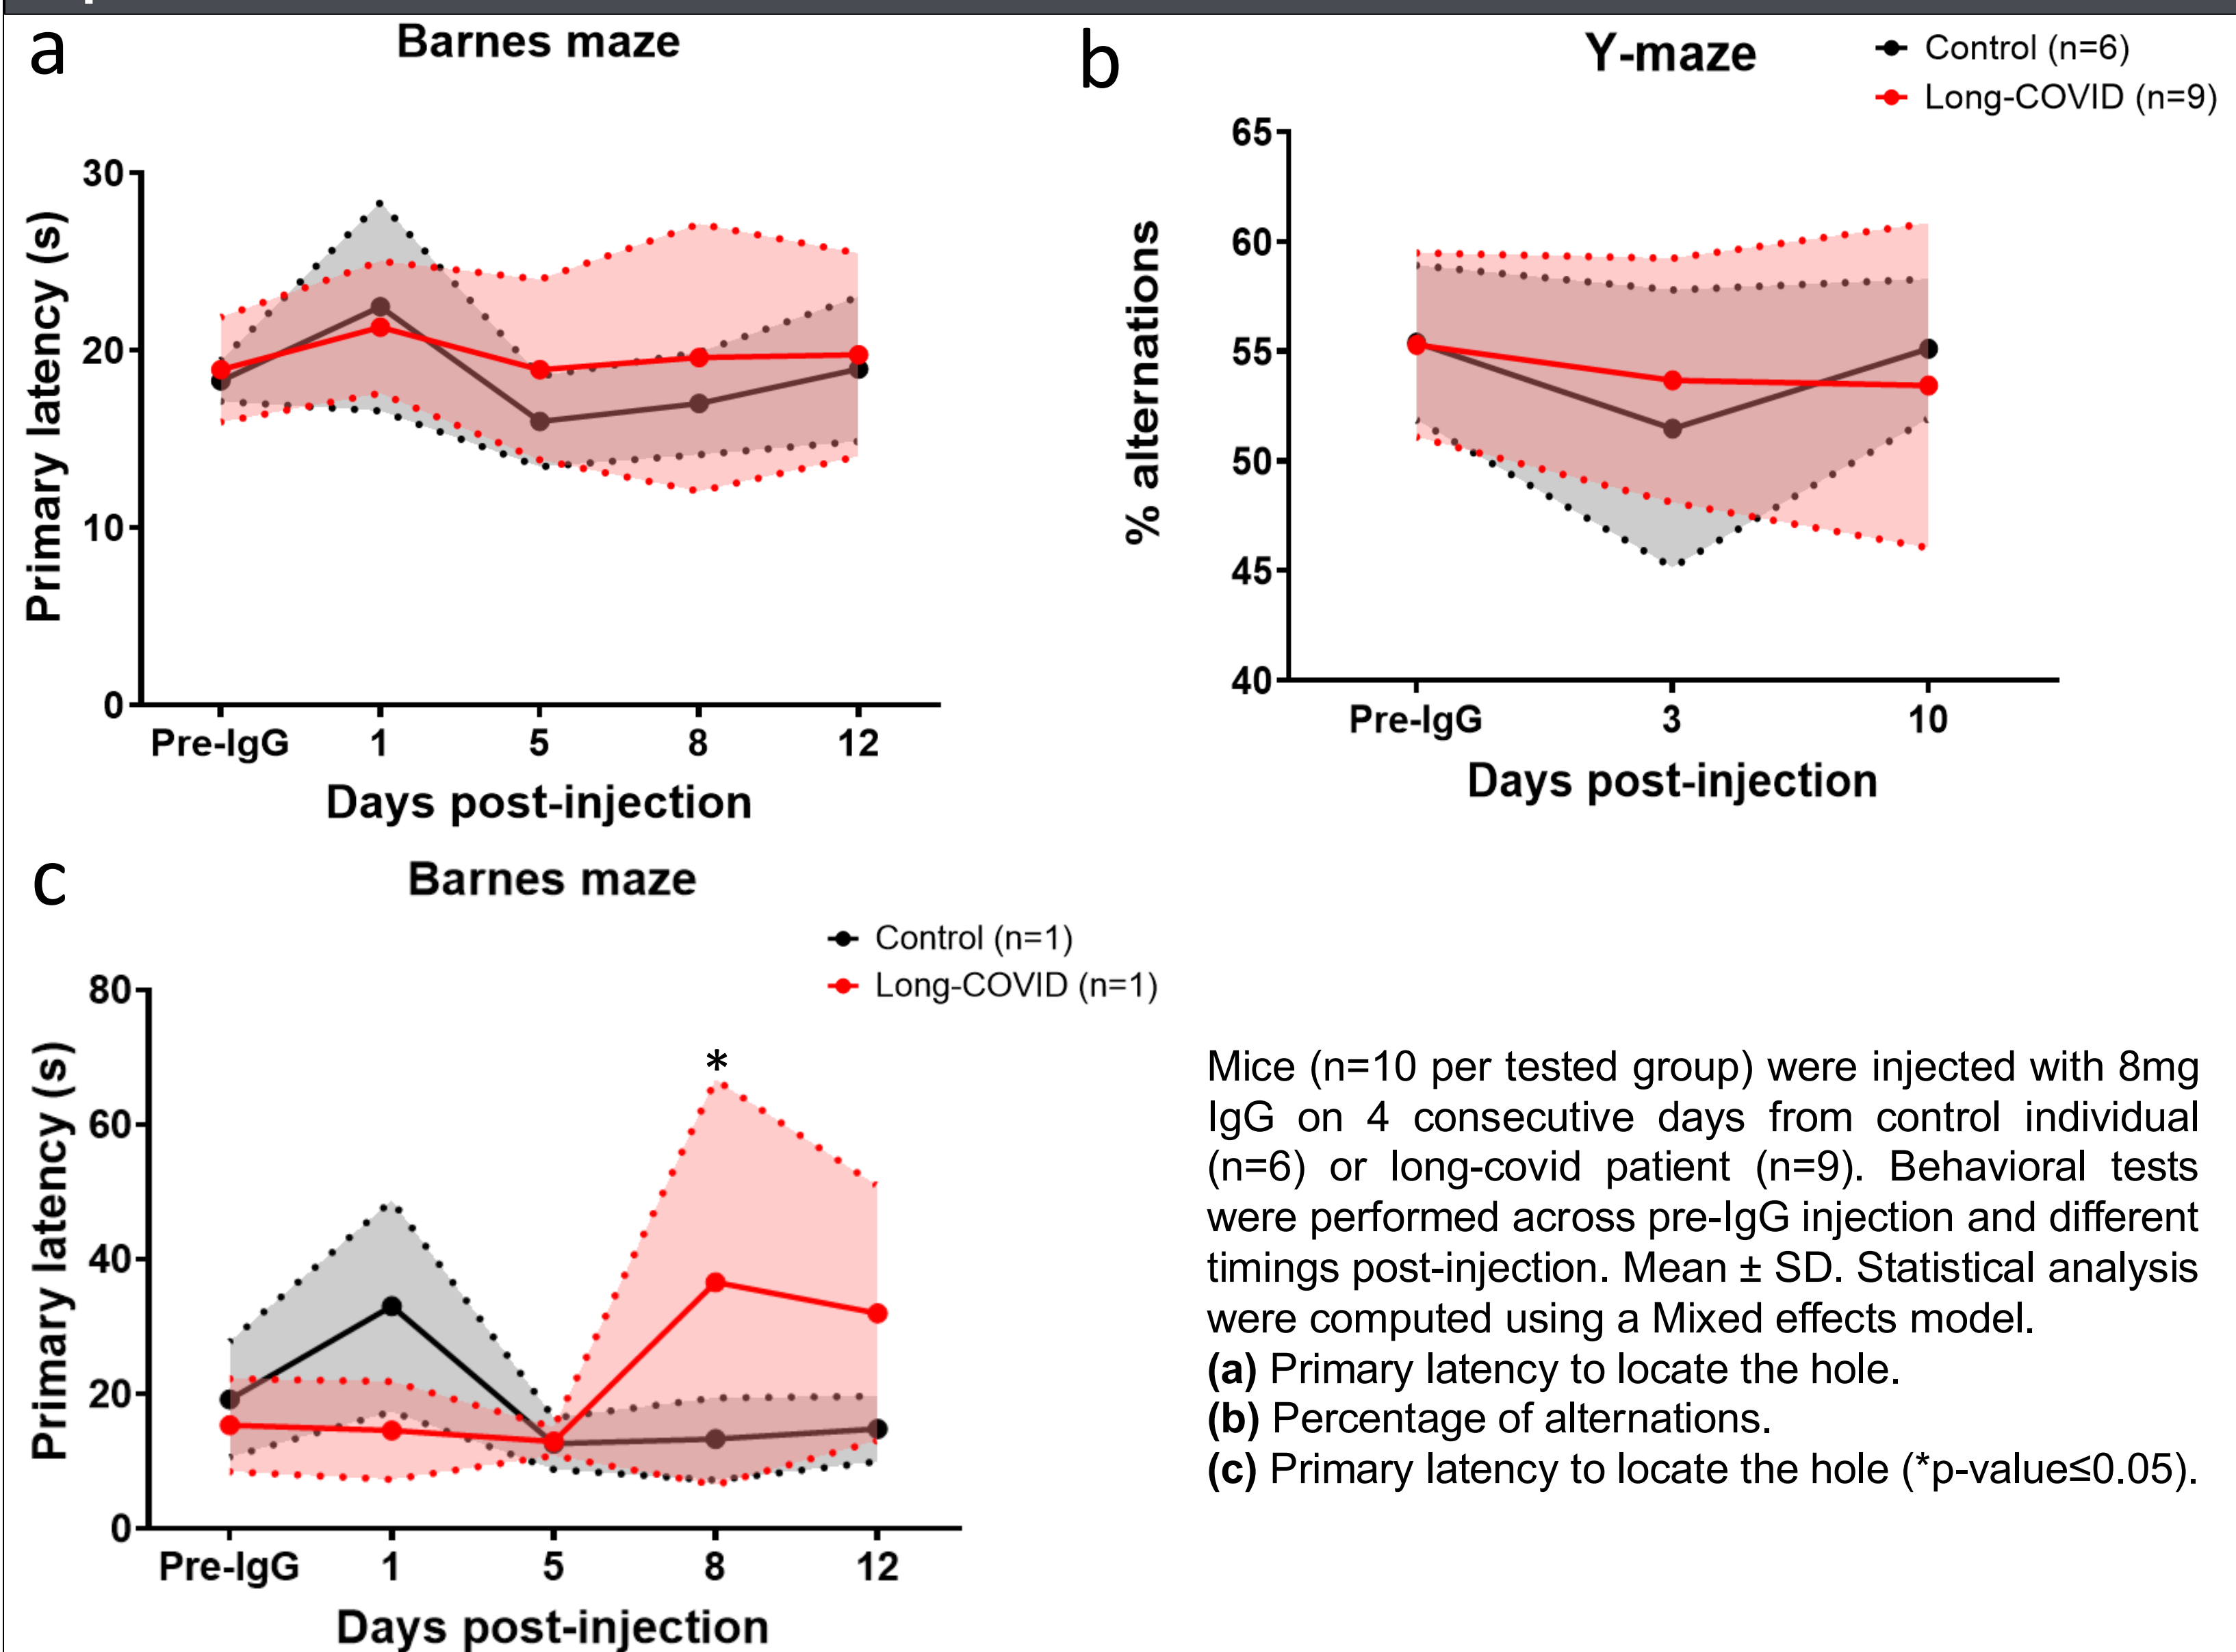 a
Barnes maze
30
20
10
0
Primary latency (s)
Pre-IgG 1 5 8 12
Days post-injection
b
Y-maze
Control (n=6)
Long-COVID (n=9)
65
60
55
50
45
40
% alternations
Pre-IgG 3 10
Days post-injection
c
Barnes maze
Control (n=1)
Long-COVID (n=1)
80
60
40
20
0
Primary latency (s)
*
Pre-IgG 1 5 8 12
Days post-injection
Mice (n=10 per tested group) were injected with 8mg
IgG on 4 consecutive days from control individual
(n=6) or long-covid patient (n=9). Behavioral tests
were performed across pre-IgG injection and different
timings post-injection. Mean ± SD. Statistical analysis
were computed using a Mixed effects model.
(a) Primary latency to locate the hole.
(b) Percentage of alternations.
(c) Primary latency to locate the hole (*p-value≤0.05).